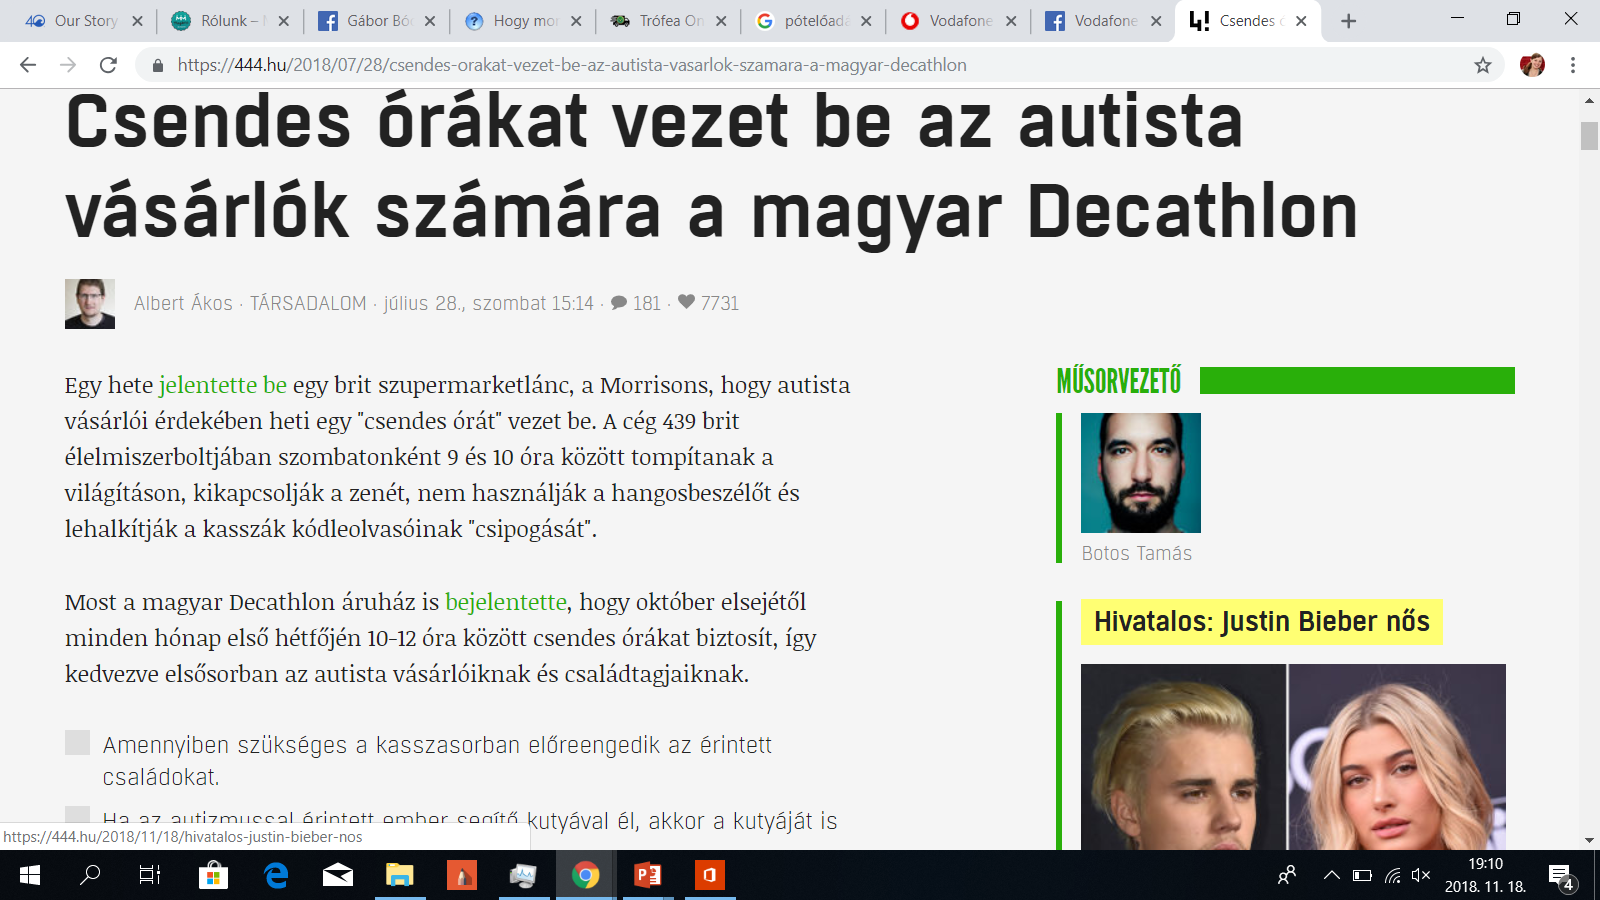 Our Story
Rólunk –
Gábor Bó
Hogy mo
Trófea On
pótelőad
Vodafone
Vodafone
Csendes ó
https://444.hu/2018/07/28/csendes-orakat-vezet-be-az-autista-vasarlok-szamara-a-magyar-decathlon
Csendes órákat vezet be az autista
vásárlók számára a magyar Decathlon
Albert Ákos · TÁRSADALOM · július 28., szombat 15:14 · 181 · 7731
Egy hete jelentette be egy brit szupermarketlánc, a Morrisons, hogy autista
vásárlói érdekében heti egy "csendes órát" vezet be. A cég 439 brit
élelmiszerboltjában szombatonként 9 és 10 óra között tompítanak a
világításon, kikapcsolják a zenét, nem használják a hangosbeszélőt és
lehalkítják a kasszák kódleolvasóinak "csipogását".
Most a magyar Decathlon áruház is bejelentette, hogy október elsejétől
minden hónap első hétfőjén 10-12 óra között csendes órákat biztosít, így
kedvezve elsősorban az autista vásárlóiknak és családtagjaiknak.
Amennyiben szükséges a kasszasorban előreengedik az érintett
családokat.
Ha az autizmussal érintett ember segítő kutyával él, akkor a kutyáját is
MŰSORVEZETŐ
Botos Tamás
Hivatalos: Justin Bieber nős
https://444.hu/2018/11/18/hivatalos-justin-bieber-nos
19:10
2018. 11. 18.
4